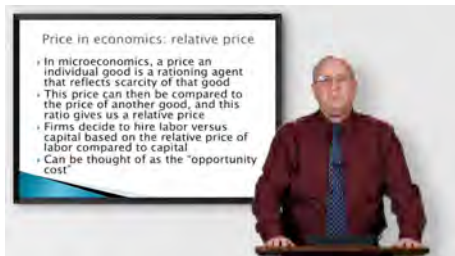 Price in economics: relative price
In microeconomics, a price an
individual good is a rationing agent
that reflects scarcity of that good
This price can then be compared to
the price of another good, and this
ratio gives us a relative price
Firms decide to hire labor versus
capital based on the relative price of
labor compared to capital
Can be thought of as the "opportunity
cost"